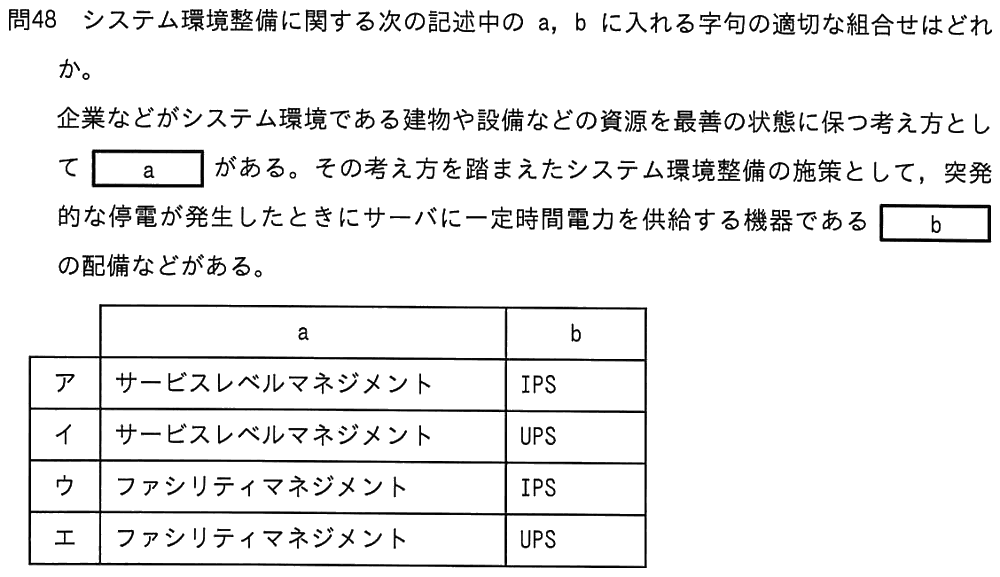 問48 システム環境整備に関する次の記述中の a，b に入れる字句の適切な組合せはどれ
か。
企業などがシステム環境である建物や設備などの資源を最善の状態に保つ考え方とし
て a がある。その考え方を踏まえたシステム環境整備の施策として，突発
的な停電が発生したときにサーバに一定時間電力を供給する機器である b
の配備などがある。
a b
ア サービスレベルマネジメント IPS
イ サービスレベルマネジメント UPS
ウ ファシリティマネジメント IPS
エ ファシリティマネジメント UPS